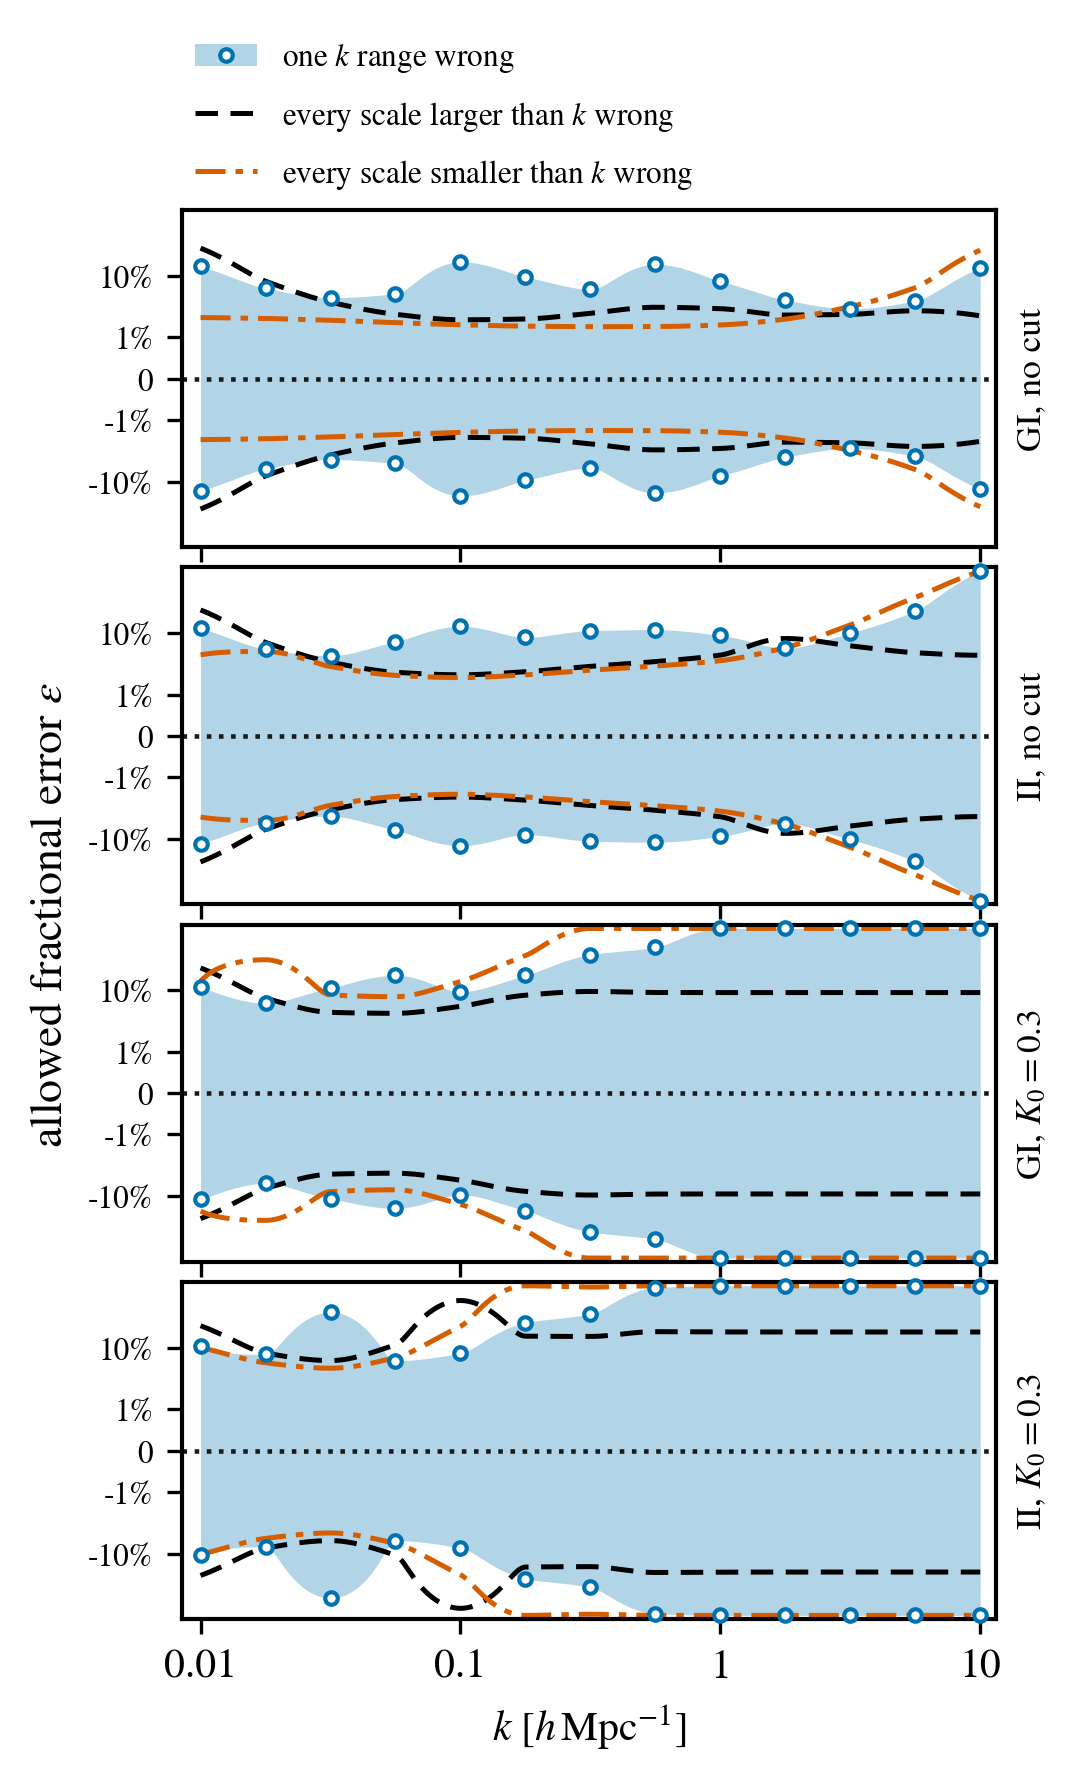 one k range wrong
every scale larger than k wrong
every scale smaller than k wrong
10%
1%
0
-1%
-10%
GI, no cut
10%
1%
0
-1%
-10%
II, no cut
allowed fractional error ε
10%
1%
0
-1%
-10%
GI, K₀ = 0.3
10%
1%
0
-1%
-10%
II, K₀ = 0.3
0.01 0.1 1 10
k [h Mpc⁻¹]